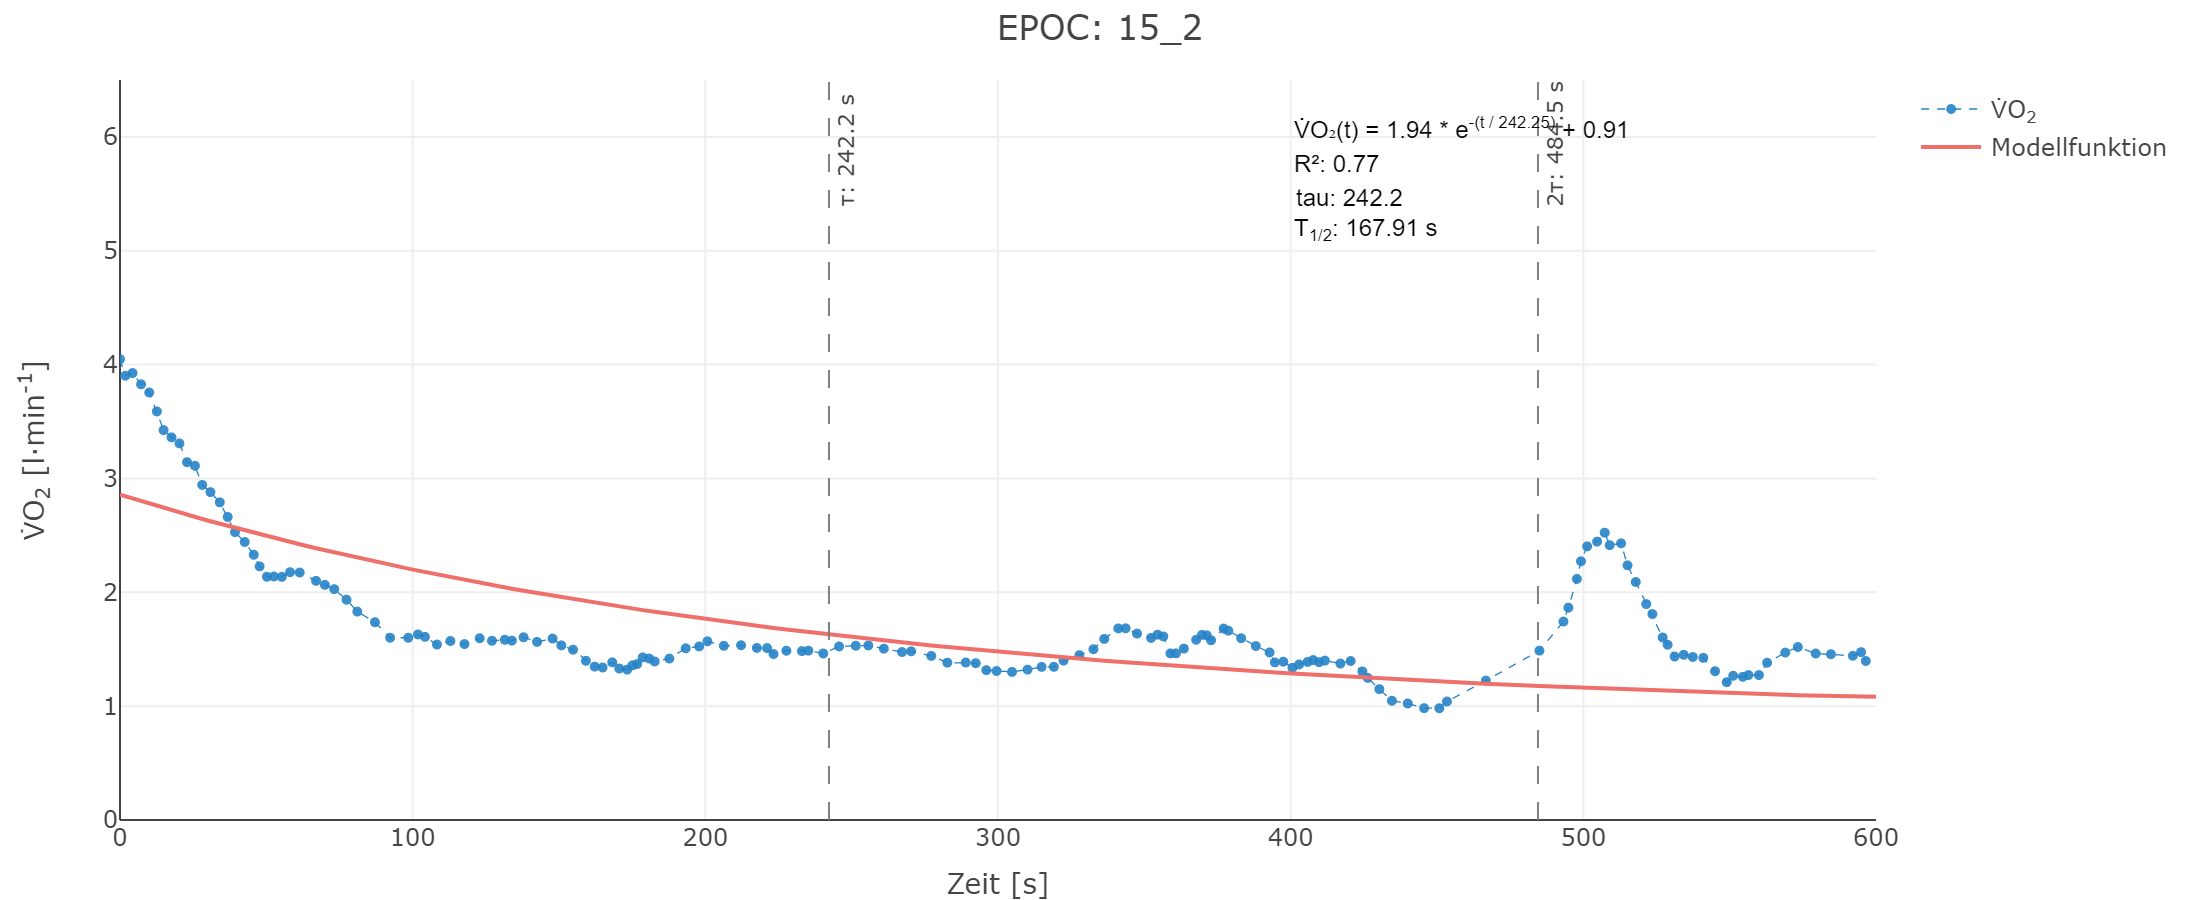 EPOC: 15_2
V̇O₂(t) = 1.94 * e^-(t / 242.25) + 0.91
R²: 0.77
tau: 242.2
T1/2: 167.91 s
τ: 242.2 s
2τ: 484.5 s
V̇O₂
Modellfunktion
V̇O₂ [l·min⁻¹]
6
5
4
3
2
1
0
0 100 200 300 400 500 600
Zeit [s]